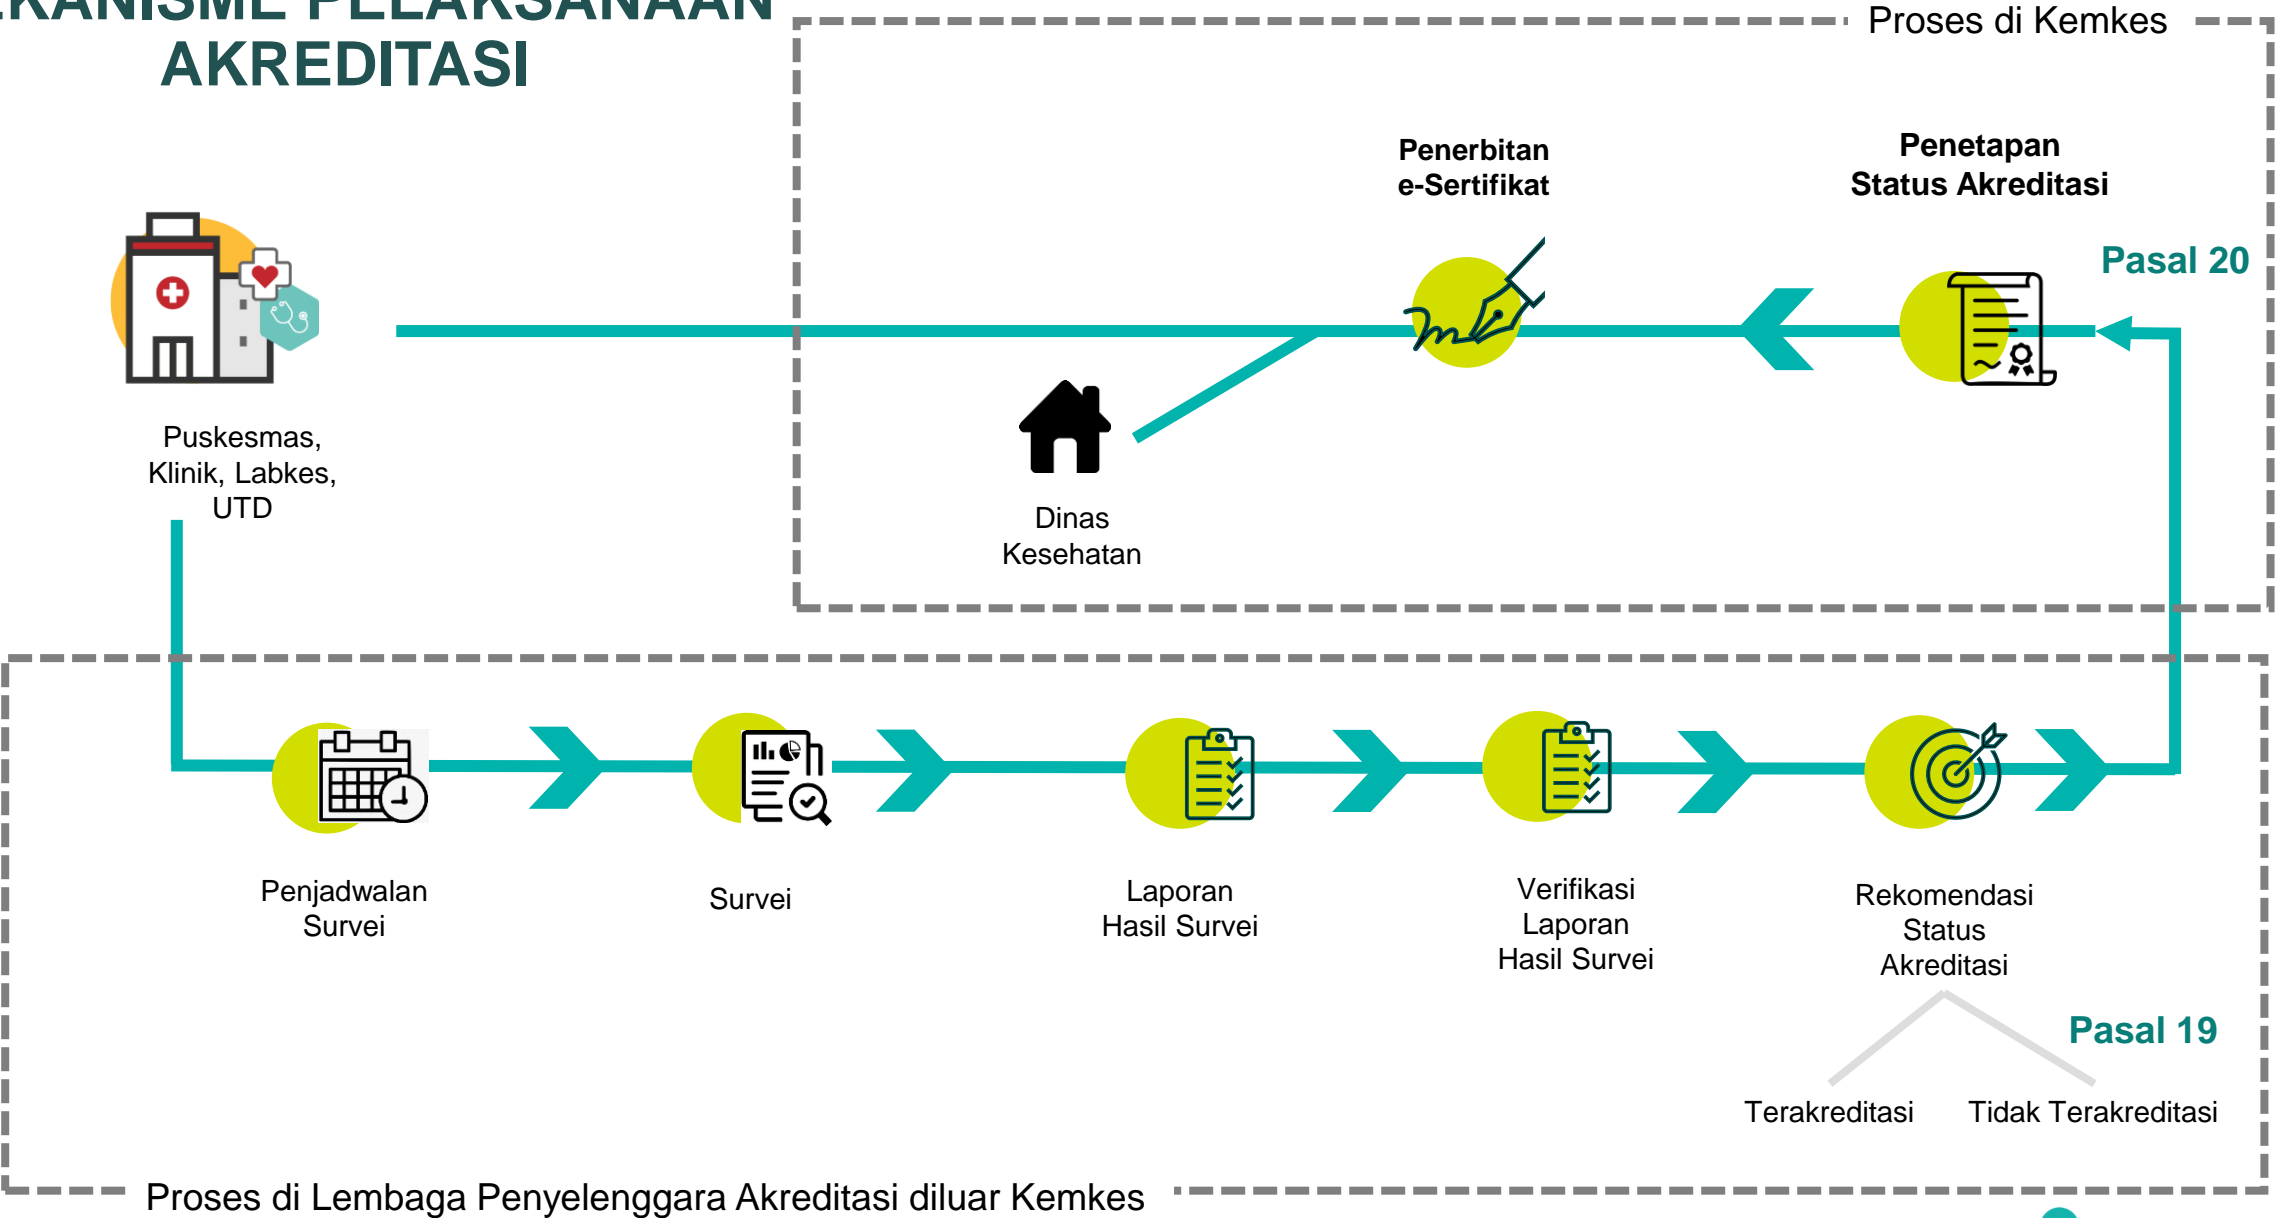 EKANISME PELAKSANAAN
AKREDITASI
Proses di Kemkes
Penerbitan
e-Sertifikat
Penetapan
Status Akreditasi
Pasal 20
Puskesmas,
Klinik, Labkes,
UTD
Dinas
Kesehatan
Penjadwalan
Survei
Survei
Laporan
Hasil Survei
Verifikasi
Laporan
Hasil Survei
Rekomendasi
Status
Akreditasi
Pasal 19
Terakreditasi
Tidak Terakreditasi
Proses di Lembaga Penyelenggara Akreditasi diluar Kemkes